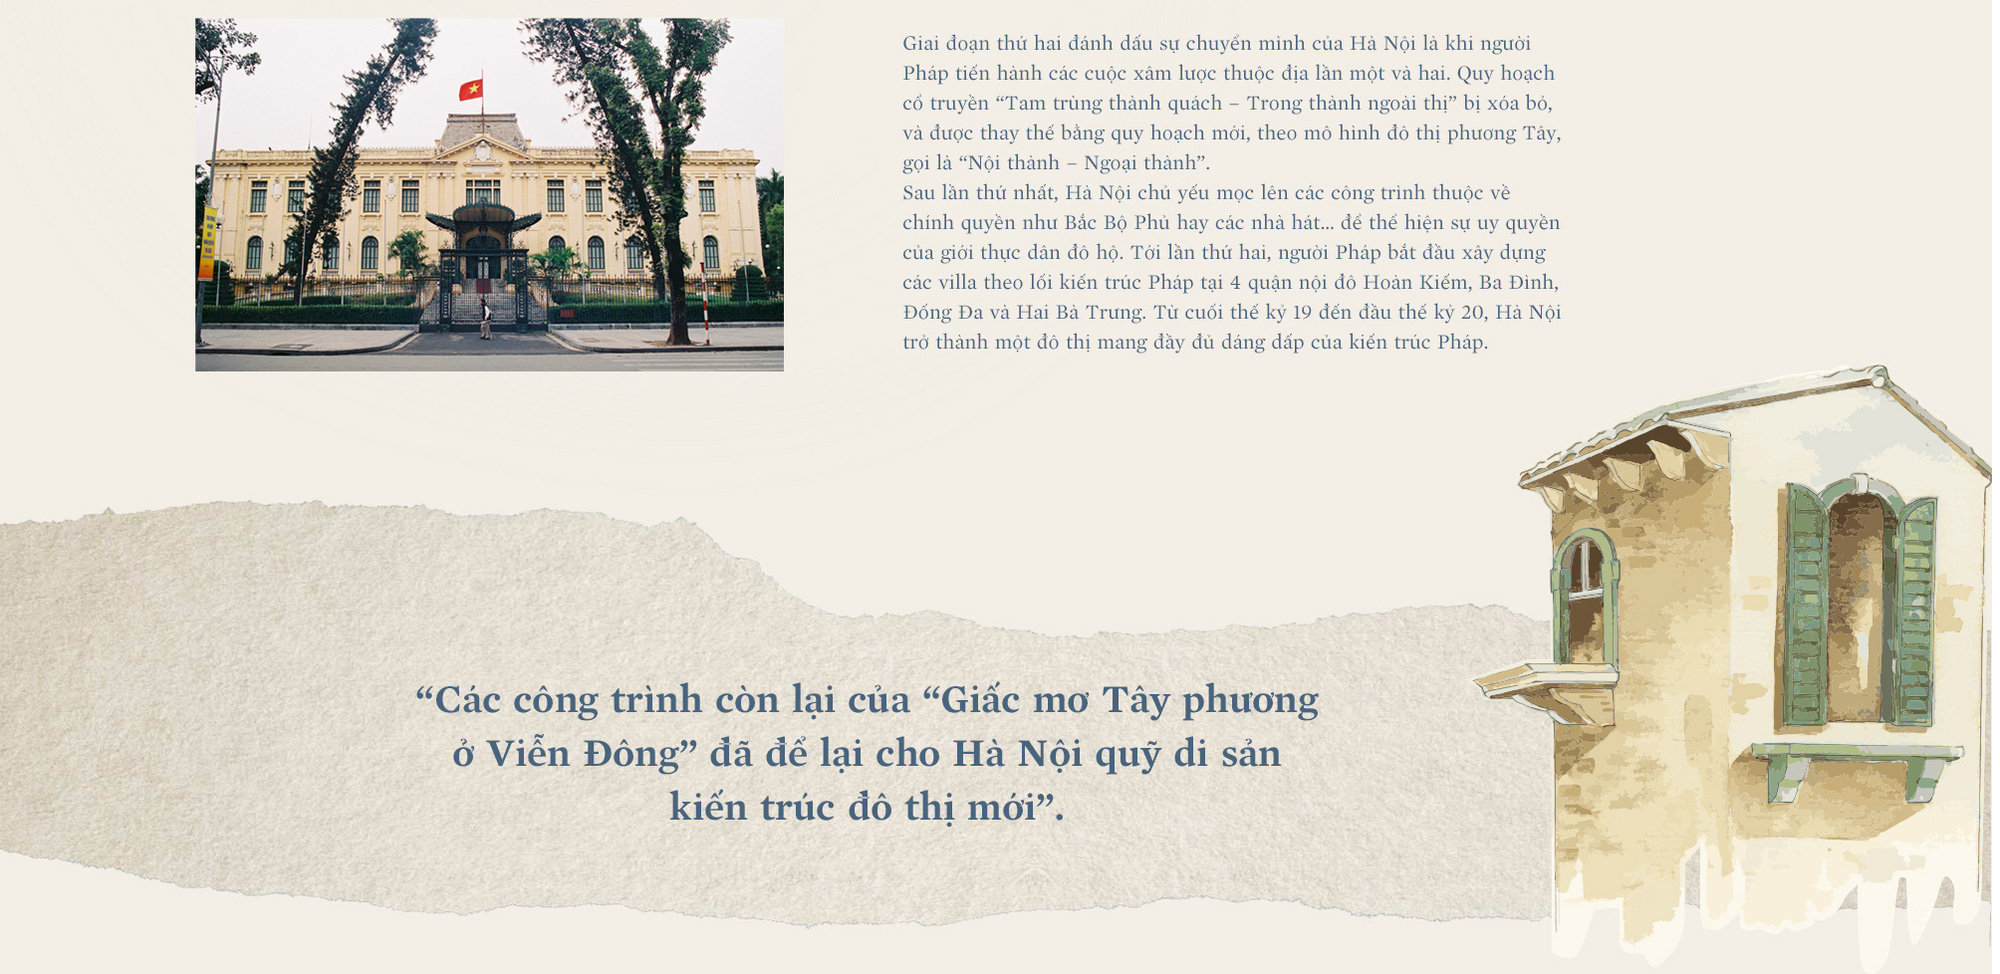 Giai đoạn thứ hai đánh dấu sự chuyển mình của Hà Nội là khi người
Pháp tiến hành các cuộc xâm lược thuộc địa lần một và hai. Quy hoạch
cổ truyền “Tam trùng thành quách – Trong thành ngoài thị” bị xóa bỏ,
và được thay thế bằng quy hoạch mới, theo mô hình đô thị phương Tây,
gọi là “Nội thành – Ngoại thành”.
Sau lần thứ nhất, Hà Nội chủ yếu mọc lên các công trình thuộc về
chính quyền như Bắc Bộ Phủ hay các nhà hát... để thể hiện sự uy quyền
của giới thực dân đô hộ. Tới lần thứ hai, người Pháp bắt đầu xây dựng
các villa theo lối kiến trúc Pháp tại 4 quận nội đô Hoàn Kiếm, Ba Đình,
Đống Đa và Hai Bà Trưng. Từ cuối thế kỷ 19 đến đầu thế kỷ 20, Hà Nội
trở thành một đô thị mang đầy đủ dáng dấp của kiến trúc Pháp.
“Các công trình còn lại của “Giấc mơ Tây phương
ở Viễn Đông” đã để lại cho Hà Nội quỹ di sản
kiến trúc đô thị mới”.